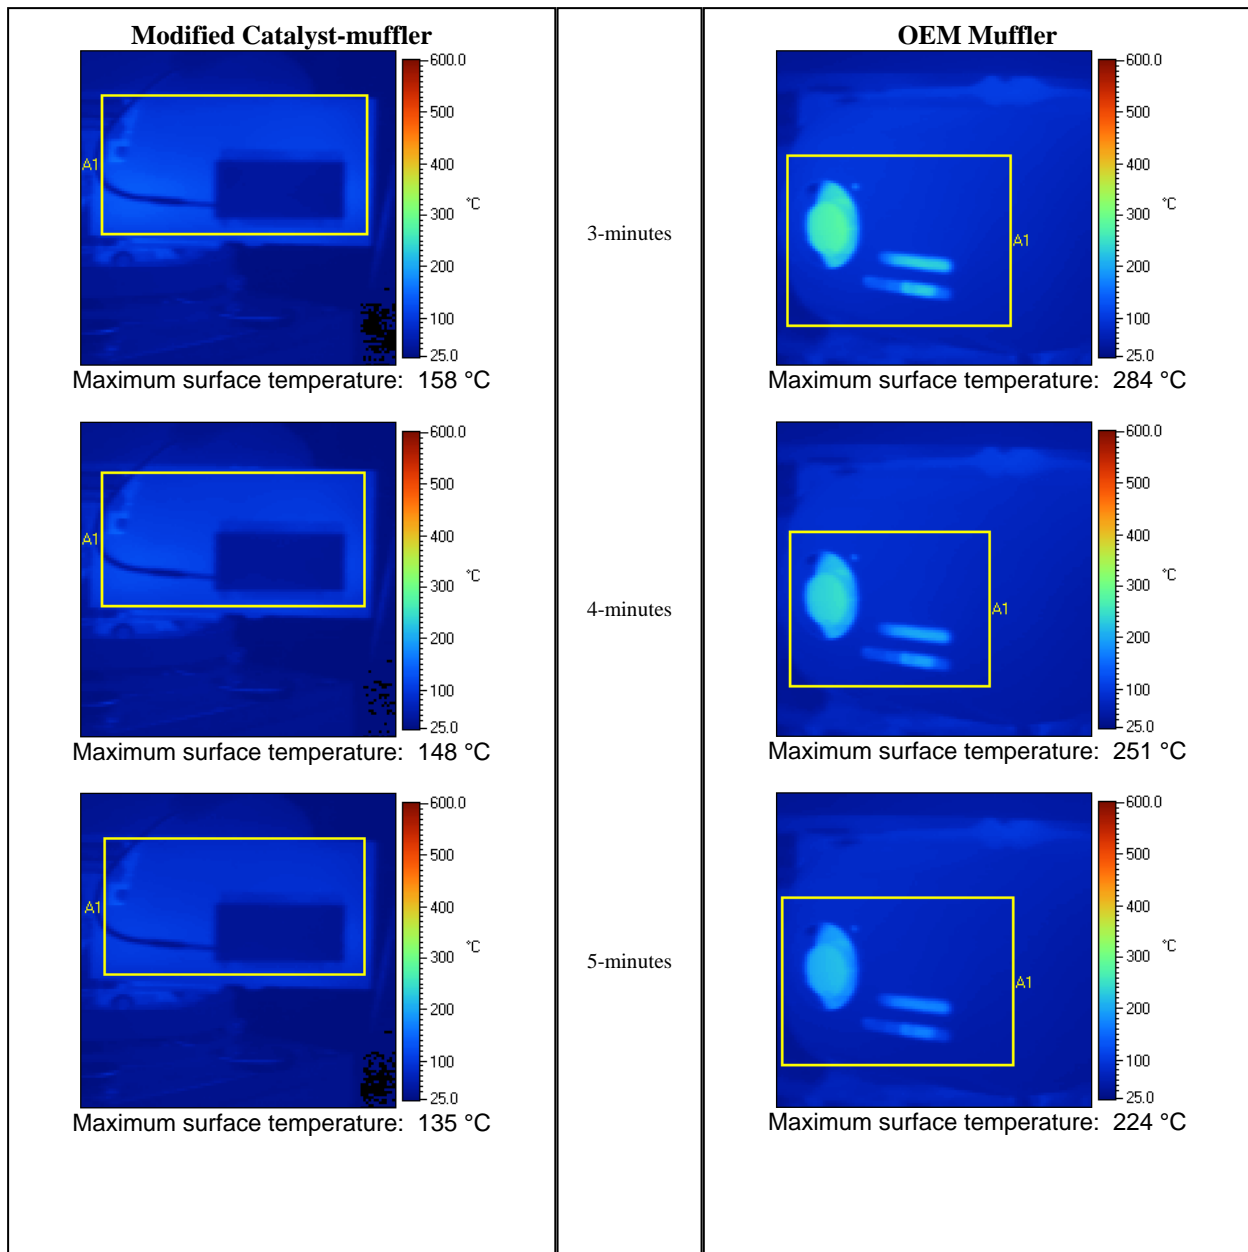 Modified Catalyst-muffler
OEM Muffler
600.0
500
400
°C
300
200
100
25.0
A1
Maximum surface temperature: 158 °C
3-minutes
600.0
500
400
°C
300
200
100
25.0
A1
Maximum surface temperature: 284 °C
600.0
500
400
°C
300
200
100
25.0
A1
Maximum surface temperature: 148 °C
4-minutes
600.0
500
400
°C
300
200
100
25.0
A1
Maximum surface temperature: 251 °C
600.0
500
400
°C
300
200
100
25.0
A1
Maximum surface temperature: 135 °C
5-minutes
600.0
500
400
°C
300
200
100
25.0
A1
Maximum surface temperature: 224 °C